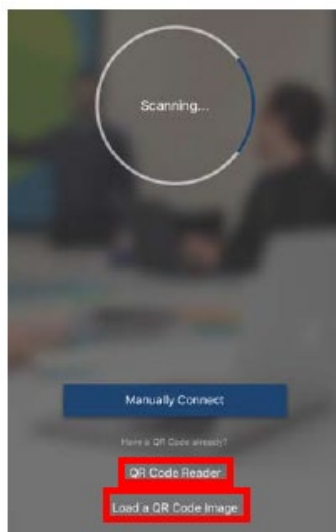 Scanning...
Manually Connect
Have a QR Code already?
QR Code Reader
Load a QR Code Image